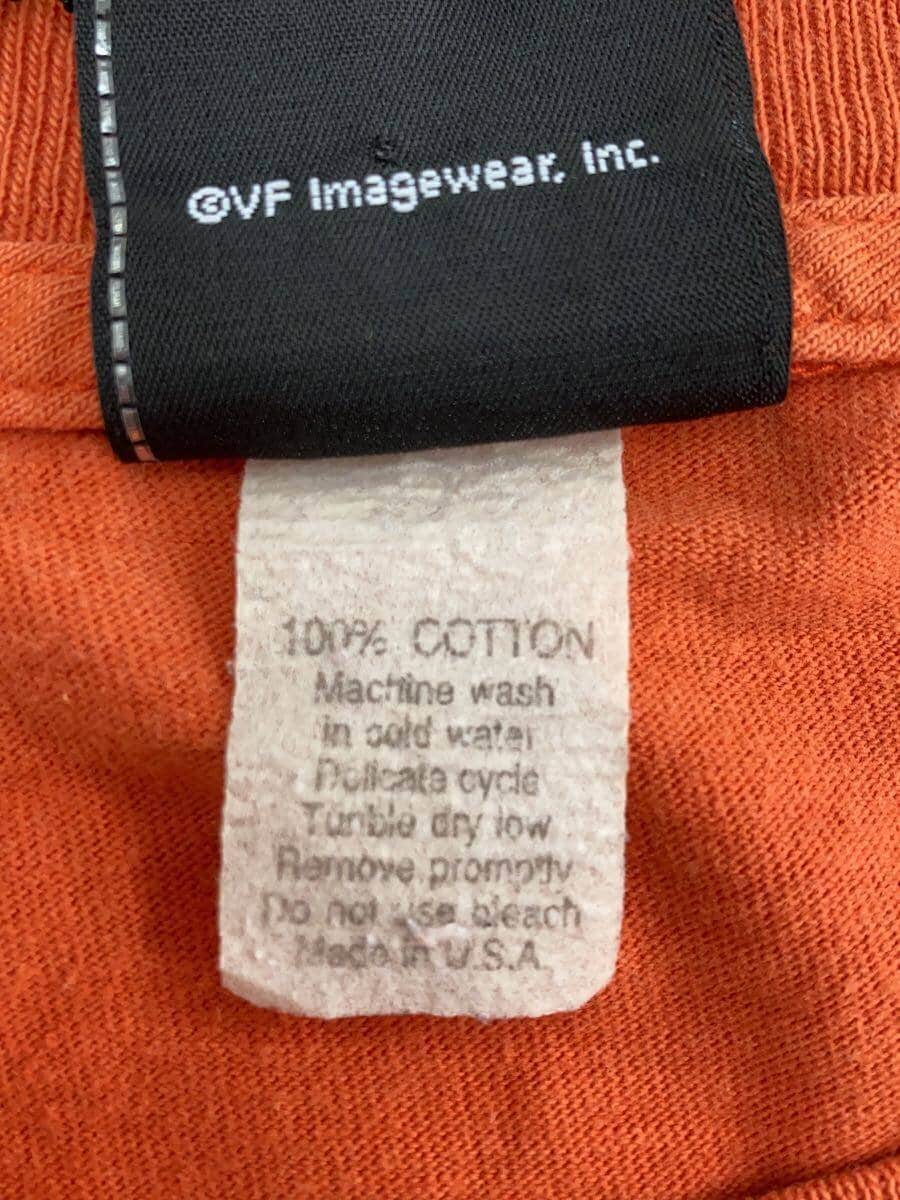 ©VF Imagewear, Inc.
100% COTTON
Machine wash
in cold water
Delicate cycle
Tumble dry low
Remove promptly
Do not use bleach
Made in U.S.A.